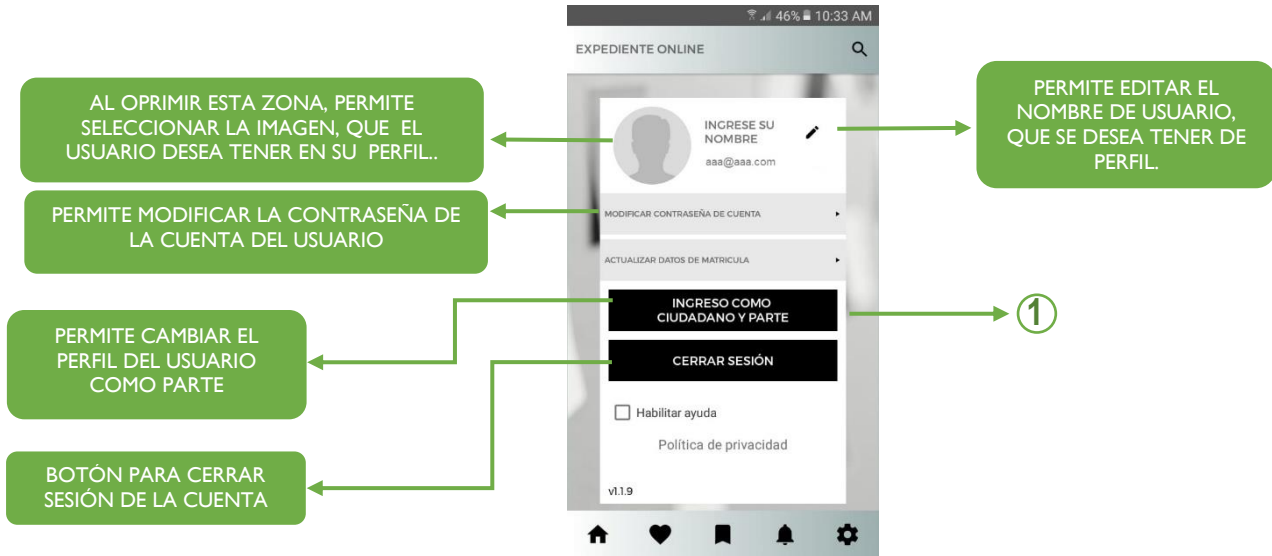 46% 10:33 AM
EXPEDIENTE ONLINE
AL OPRIMIR ESTA ZONA, PERMITE
SELECCIONAR LA IMAGEN, QUE EL
USUARIO DESEA TENER EN SU PERFIL..
PERMITE EDITAR EL
NOMBRE DE USUARIO,
QUE SE DESEA TENER DE
PERFIL.
INGRESE SU
NOMBRE
aaa@aaa.com
PERMITE MODIFICAR LA CONTRASEÑA DE
LA CUENTA DEL USUARIO
MODIFICAR CONTRASEÑA DE CUENTA
ACTUALIZAR DATOS DE MATRICULA
INGRESO COMO
CIUDADANO Y PARTE
1
PERMITE CAMBIAR EL
PERFIL DEL USUARIO
COMO PARTE
CERRAR SESIÓN
Habilitar ayuda
Política de privacidad
BOTÓN PARA CERRAR
SESIÓN DE LA CUENTA
v1.1.9